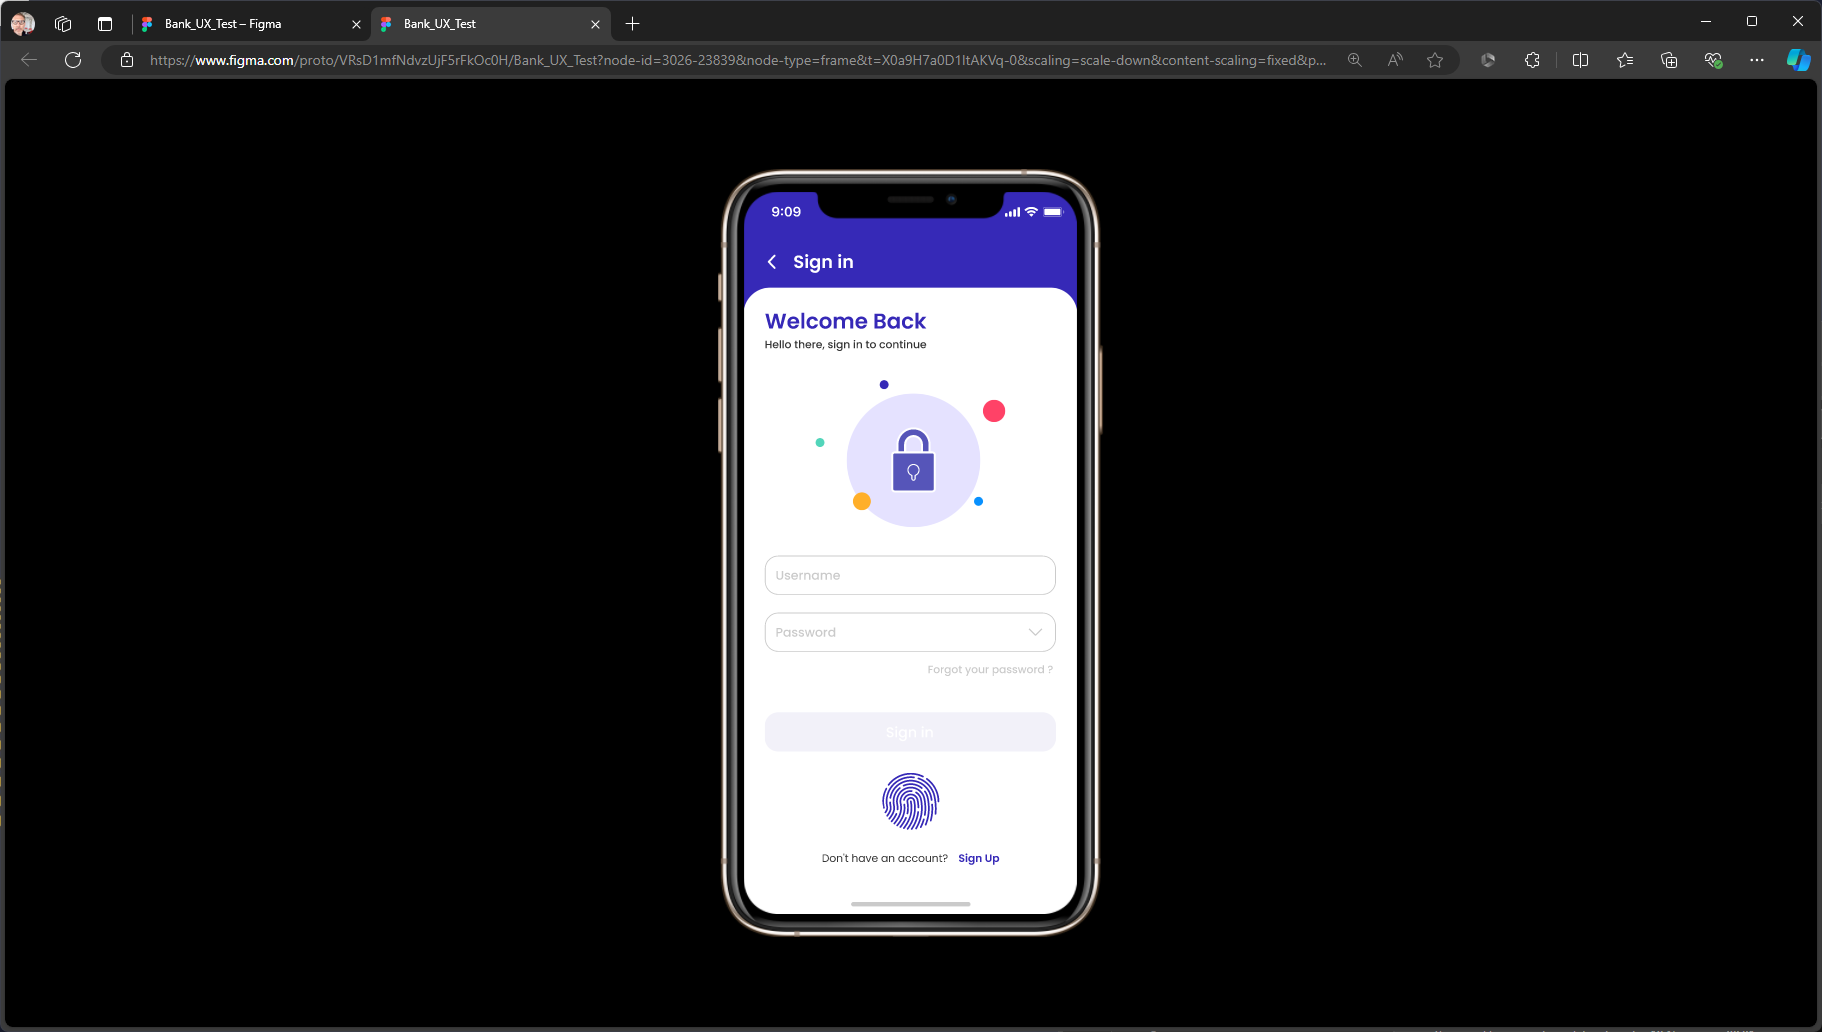 Bank_UX_Test – Figma
Bank_UX_Test
https://www.figma.com/proto/VRsD1mfNdvzUjF5rFkOc0H/Bank_UX_Test?node-id=3026-23839&node-type=frame&t=X0a9H7a0D1ItAKVq-0&scaling=scale-down&content-scaling=fixed&p...
9:09
Sign in
Welcome Back
Hello there, sign in to continue
Username
Password
Forgot your password ?
Sign in
Don't have an account? Sign Up